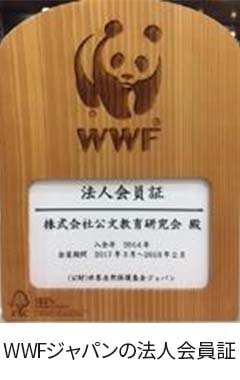 WWF
法人会員証
株式会社公文教育研究会 殿
入会年 2014年
会員期間 2017年3月〜2018年2月
(公財)世界自然保護基金ジャパン
FSC
WWFジャパンの法人会員証